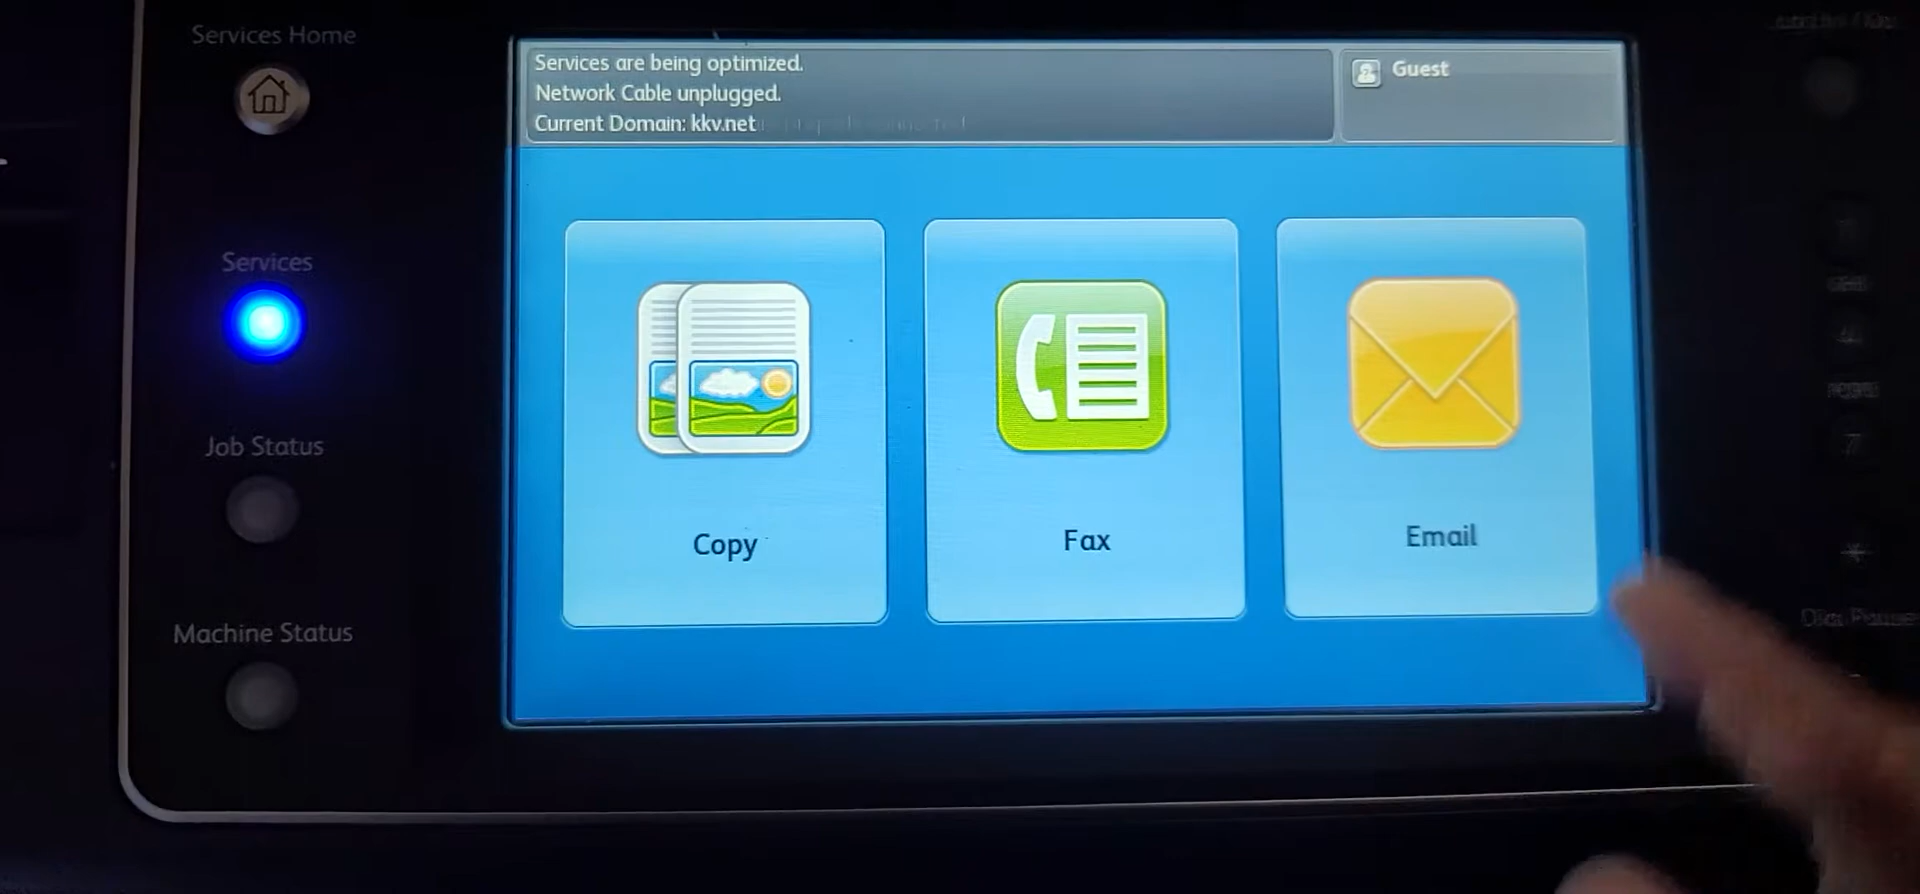 Services Home
Services are being optimized.
Network Cable unplugged.
Current Domain: kkv.net
Guest
Services
Job Status
Machine Status
Copy
Fax
Email